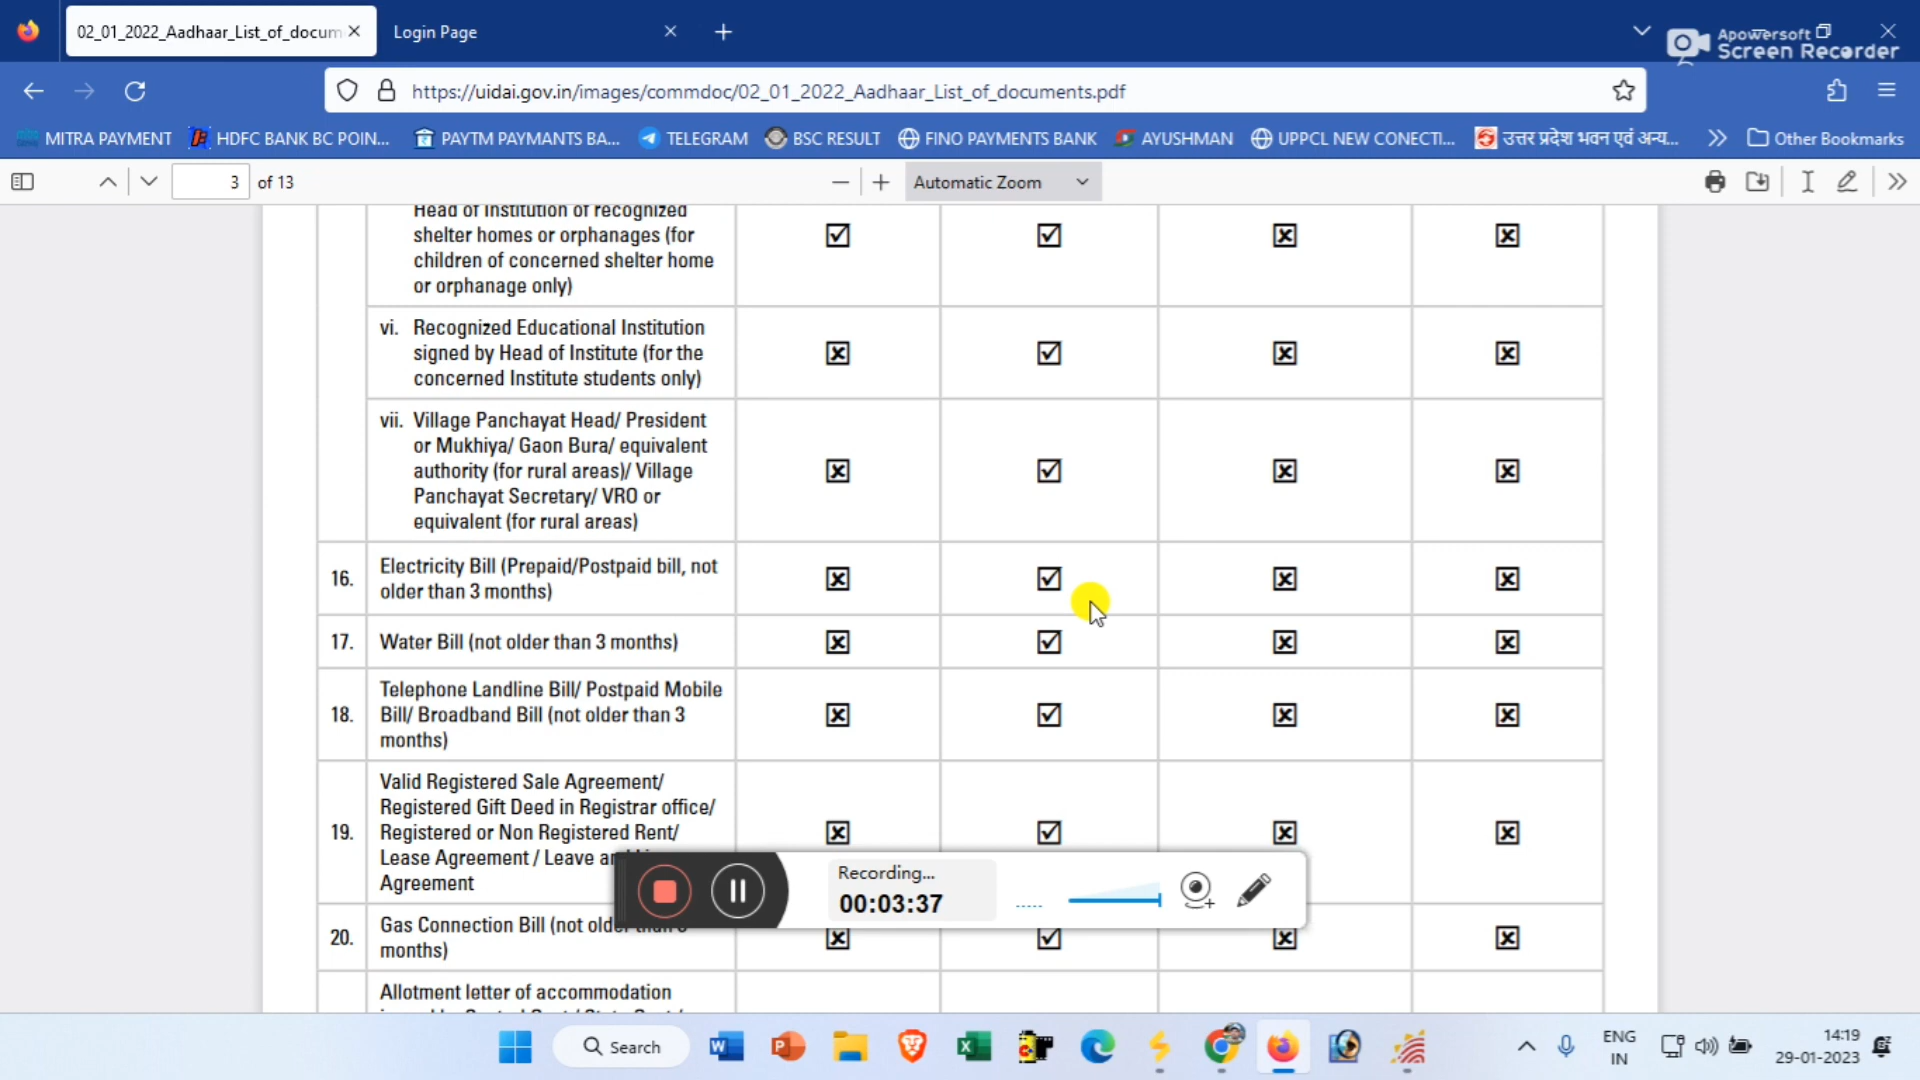 02_01_2022_Aadhaar_List_of_docum
Login Page
Apowersoft
Screen Recorder
https://uidai.gov.in/images/commdoc/02_01_2022_Aadhaar_List_of_documents.pdf
MITRA PAYMENT
HDFC BANK BC POIN...
PAYTM PAYMANTS BA...
TELEGRAM
BSC RESULT
FINO PAYMENTS BANK
AYUSHMAN
UPPCL NEW CONECTI...
उत्तर प्रदेश भवन एवं अन्य...
Other Bookmarks
3 of 13
Automatic Zoom
Head of Institution of recognized
shelter homes or orphanages (for
children of concerned shelter home
or orphanage only)
vi. Recognized Educational Institution
signed by Head of Institute (for the
concerned Institute students only)
vii. Village Panchayat Head/ President
or Mukhiya/ Gaon Bura/ equivalent
authority (for rural areas)/ Village
Panchayat Secretary/ VRO or
equivalent (for rural areas)
16. Electricity Bill (Prepaid/Postpaid bill, not
older than 3 months)
17. Water Bill (not older than 3 months)
18. Telephone Landline Bill/ Postpaid Mobile
Bill/ Broadband Bill (not older than 3
months)
19. Valid Registered Sale Agreement/
Registered Gift Deed in Registrar office/
Registered or Non Registered Rent/
Lease Agreement / Leave
Agreement
Recording...
00:03:37
20. Gas Connection Bill (not
months)
Allotment letter of accommodation
Search
ENG
IN
14:19
29-01-2023